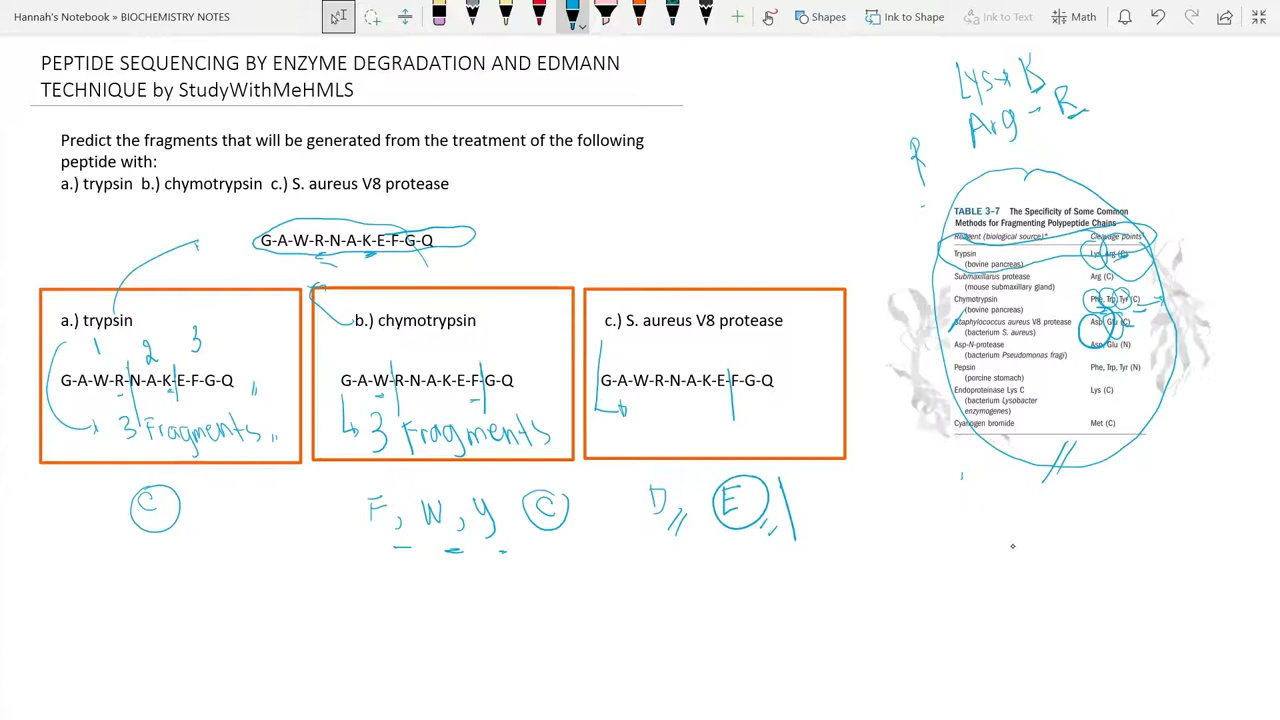 Hannah's Notebook » BIOCHEMISTRY NOTES
Shapes
Ink to Shape
Ink to Text
Math
PEPTIDE SEQUENCING BY ENZYME DEGRADATION AND EDMANN
TECHNIQUE by StudyWithMeHMLS
Predict the fragments that will be generated from the treatment of the following
peptide with:
a.) trypsin b.) chymotrypsin c.) S. aureus V8 protease
G-A-W-R-N-A-K-E-F-G-Q
a.) trypsin
1 2 3
G-A-W-R-N-A-K-E-F-G-Q
3 Fragments
C
b.) chymotrypsin
G-A-W-R-N-A-K-E-F-G-Q
3 Fragments
F, W, Y C
c.) S. aureus V8 protease
G-A-W-R-N-A-K-E-F-G-Q
D E
Lys → K
Arg - R
TABLE 3-7 The Specificity of Some Common
Methods for Fragmenting Polypeptide Chains
Reagent (biological source)* Cleavage points
Trypsin Lys, Arg (C)
(bovine pancreas)
Submaxillarus protease Arg (C)
(mouse submaxillary gland)
Chymotrypsin Phe, Trp, Tyr (C)
(bovine pancreas)
Staphylococcus aureus V8 protease Asp, Glu (C)
(bacterium S. aureus)
Asp-N-protease Asp, Glu (N)
(bacterium Pseudomonas fragi)
Pepsin Phe, Trp, Tyr (N)
(porcine stomach)
Endoproteinase Lys C Lys (C)
(bacterium Lysobacter
enzymogenes)
Cyanogen bromide Met (C)